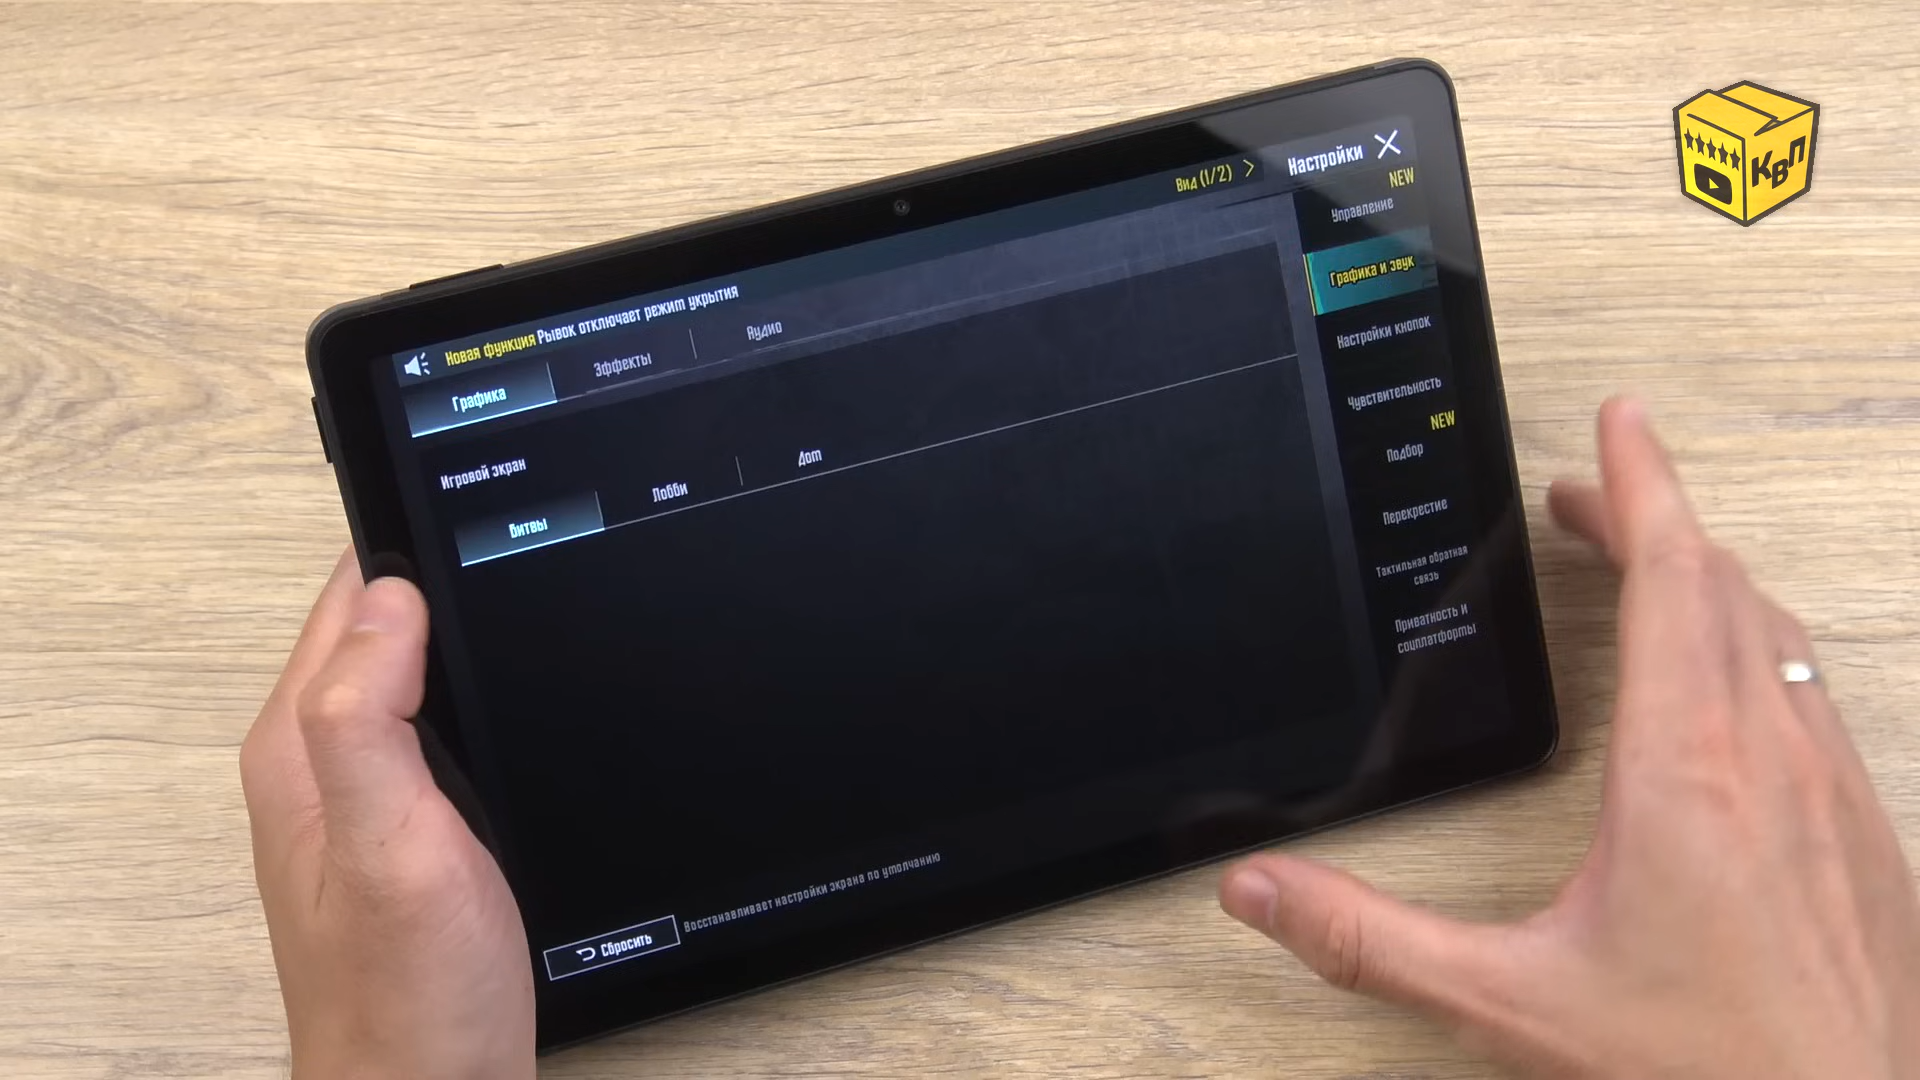 КВП
Вид (1/2)
Настройки
NEW
Управление
Графика и звук
Настройки кнопок
Чувствительность
NEW
Подбор
Перекрестие
Тактильная обратная
связь
Приватность и
соцплатформы
Новая функция Рывок отключает режим укрытия
Графика
Эффекты
Аудио
Игровой экран
Битвы
Лобби
Дом
Сбросить
Восстанавливает настройки экрана по умолчанию